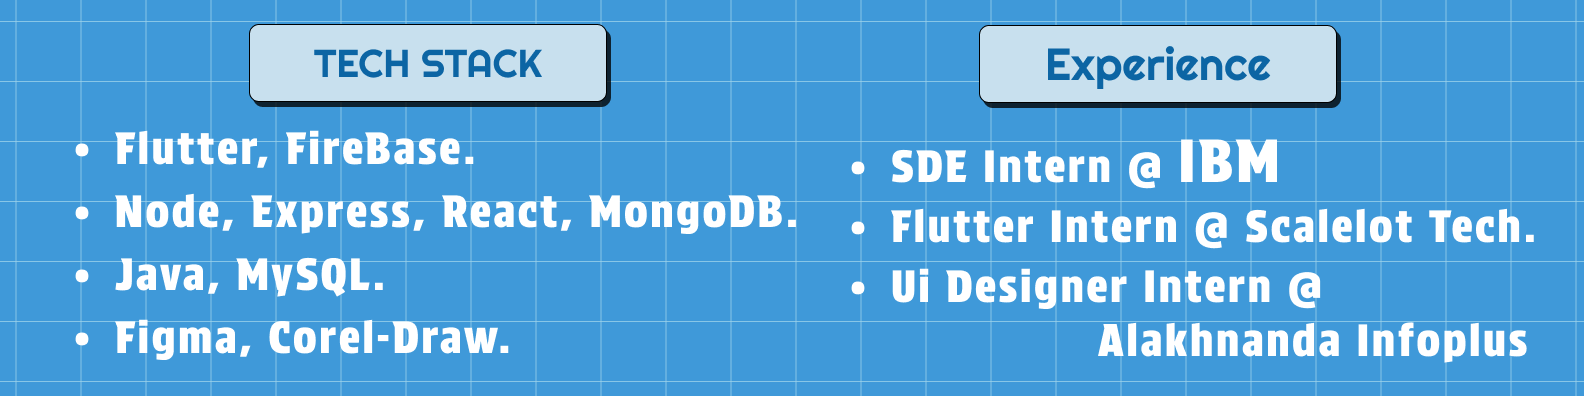 TECH STACK
Flutter, FireBase.
Node, Express, React, MongoDB.
Java, MySQL.
Figma, Corel-Draw.
Experience
SDE Intern @ IBM
Flutter Intern @ Scalelot Tech.
Ui Designer Intern @
Alakhnanda Infoplus